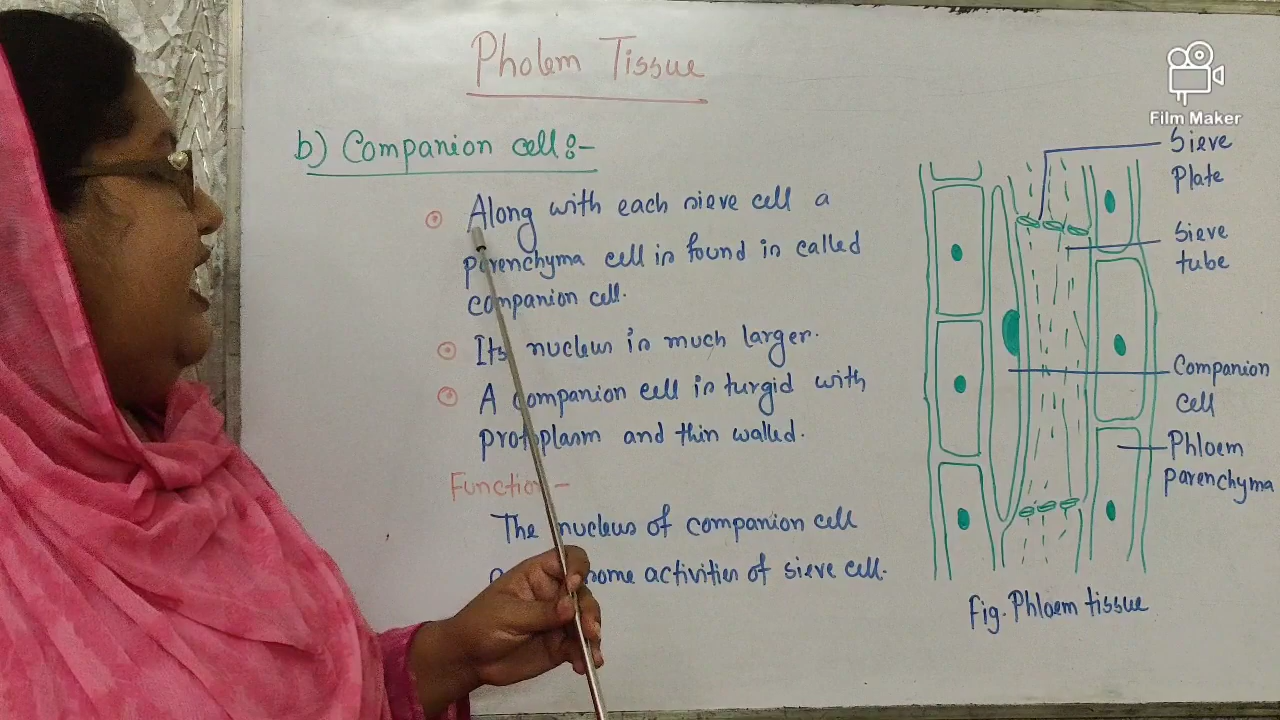 Pholem Tissue
b) Companion cell:-
Along with each sieve cell a
parenchyma cell is found is called
companion cell.
Its nucleus is much larger.
A companion cell is turgid with
protoplasm and thin walled.
Function -
The nucleus of companion cell
some activities of sieve cell.
Film Maker
Sieve
Plate
Sieve
tube
Companion
cell
Phloem
parenchyma
Fig. Phloem tissue